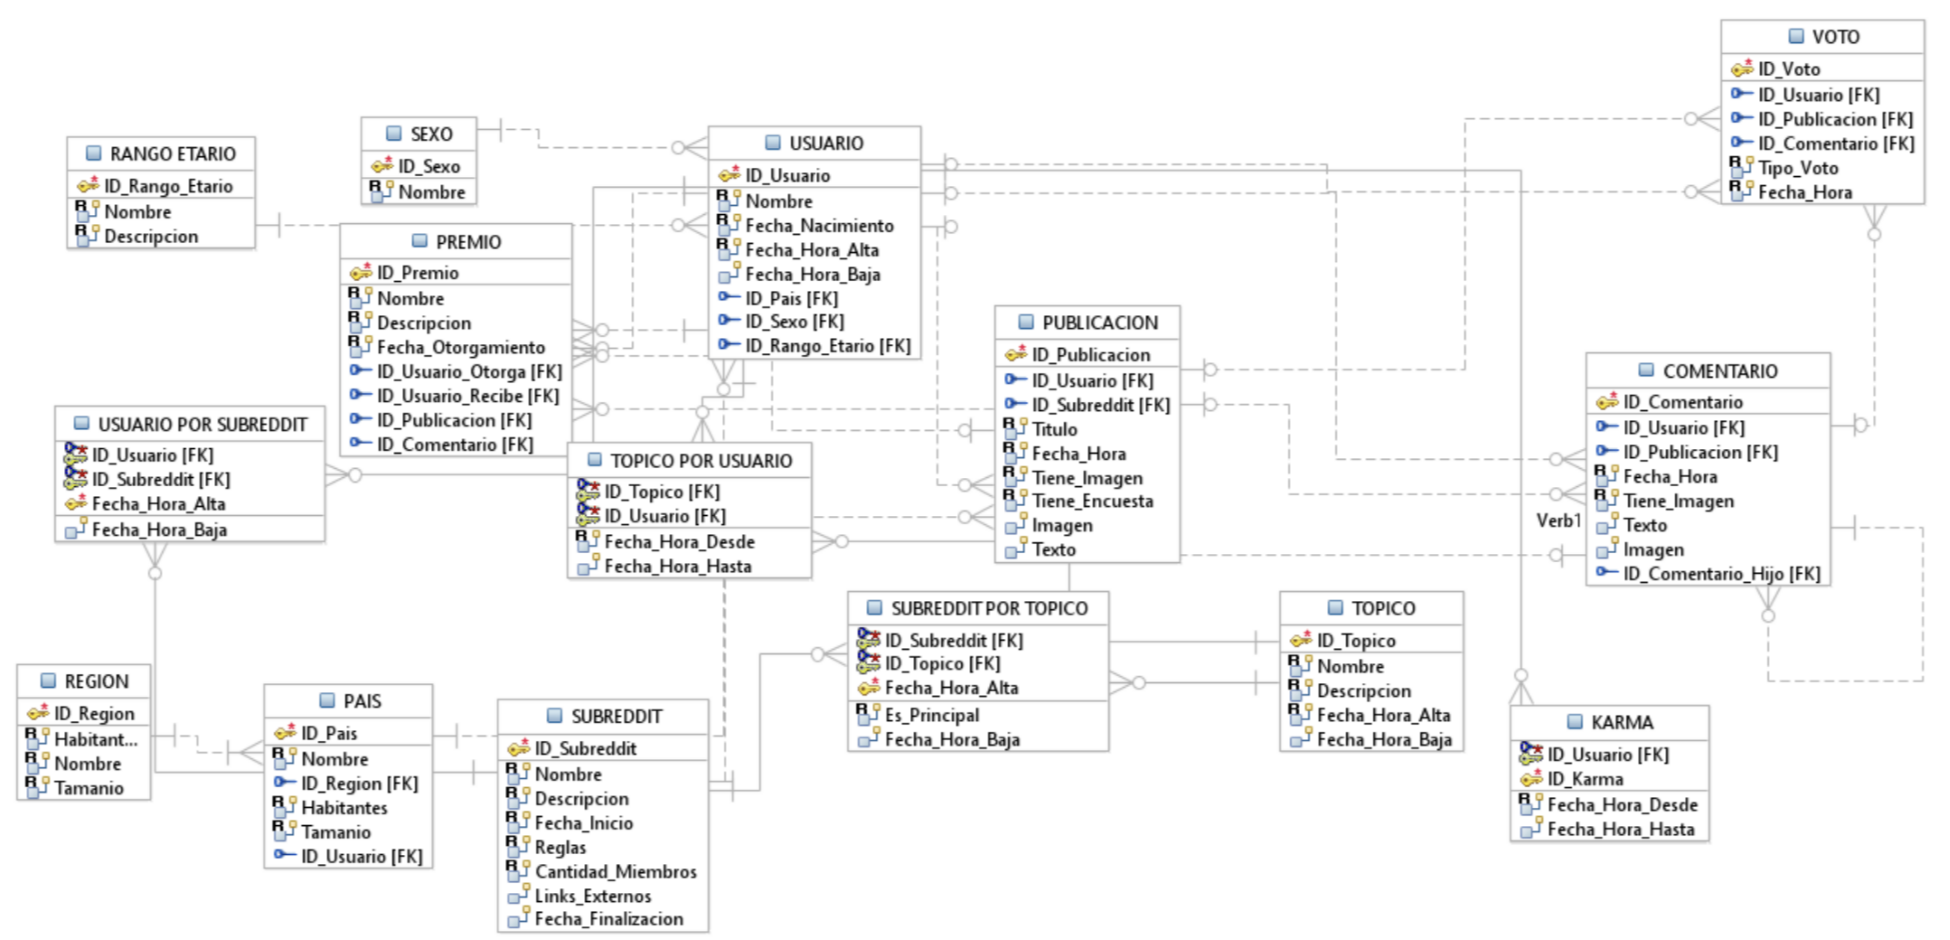 VOTO
ID_Voto
ID_Usuario [FK]
ID_Publicacion [FK]
ID_Comentario [FK]
Tipo_Voto
Fecha_Hora
SEXO
ID_Sexo
Nombre
RANGO ETARIO
ID_Rango_Etario
Nombre
Descripcion
USUARIO
ID_Usuario
Nombre
Fecha_Nacimiento
Fecha_Hora_Alta
Fecha_Hora_Baja
ID_Pais [FK]
ID_Sexo [FK]
ID_Rango_Etario [FK]
PREMIO
ID_Premio
Nombre
Descripcion
Fecha_Otorgamiento
ID_Usuario_Otorga [FK]
ID_Usuario_Recibe [FK]
ID_Publicacion [FK]
ID_Comentario [FK]
PUBLICACION
ID_Publicacion
ID_Usuario [FK]
ID_Subreddit [FK]
Titulo
Fecha_Hora
Tiene_Imagen
Tiene_Encuesta
Imagen
Texto
COMENTARIO
ID_Comentario
ID_Usuario [FK]
ID_Publicacion [FK]
Fecha_Hora
Tiene_Imagen
Texto
Imagen
ID_Comentario_Hijo [FK]
Verb1
USUARIO POR SUBREDDIT
ID_Usuario [FK]
ID_Subreddit [FK]
Fecha_Hora_Alta
Fecha_Hora_Baja
TOPICO POR USUARIO
ID_Topico [FK]
ID_Usuario [FK]
Fecha_Hora_Desde
Fecha_Hora_Hasta
SUBREDDIT POR TOPICO
ID_Subreddit [FK]
ID_Topico [FK]
Fecha_Hora_Alta
Es_Principal
Fecha_Hora_Baja
TOPICO
ID_Topico
Nombre
Descripcion
Fecha_Hora_Alta
Fecha_Hora_Baja
REGION
ID_Region
Habitant...
Nombre
Tamanio
PAIS
ID_Pais
Nombre
ID_Region [FK]
Habitantes
Tamanio
ID_Usuario [FK]
SUBREDDIT
ID_Subreddit
Nombre
Descripcion
Fecha_Inicio
Reglas
Cantidad_Miembros
Links_Externos
Fecha_Finalizacion
KARMA
ID_Usuario [FK]
ID_Karma
Fecha_Hora_Desde
Fecha_Hora_Hasta